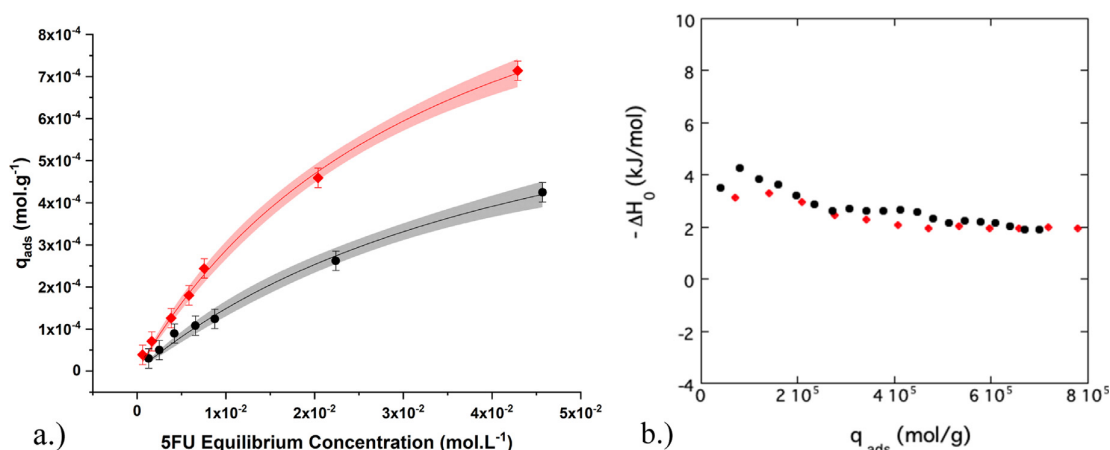 8x10⁻⁴
7x10⁻⁴
6x10⁻⁴
5x10⁻⁴
4x10⁻⁴
3x10⁻⁴
2x10⁻⁴
1x10⁻⁴
0
q_ads (mol.g⁻¹)
0 1x10⁻² 2x10⁻² 3x10⁻² 4x10⁻² 5x10⁻²
5FU Equilibrium Concentration (mol.L⁻¹)
a.)
10
8
6
4
2
0
-2
-4
- ΔH₀ (kJ/mol)
0 2 10⁵ 4 10⁵ 6 10⁵ 8 10⁵
q_ads (mol/g)
b.)